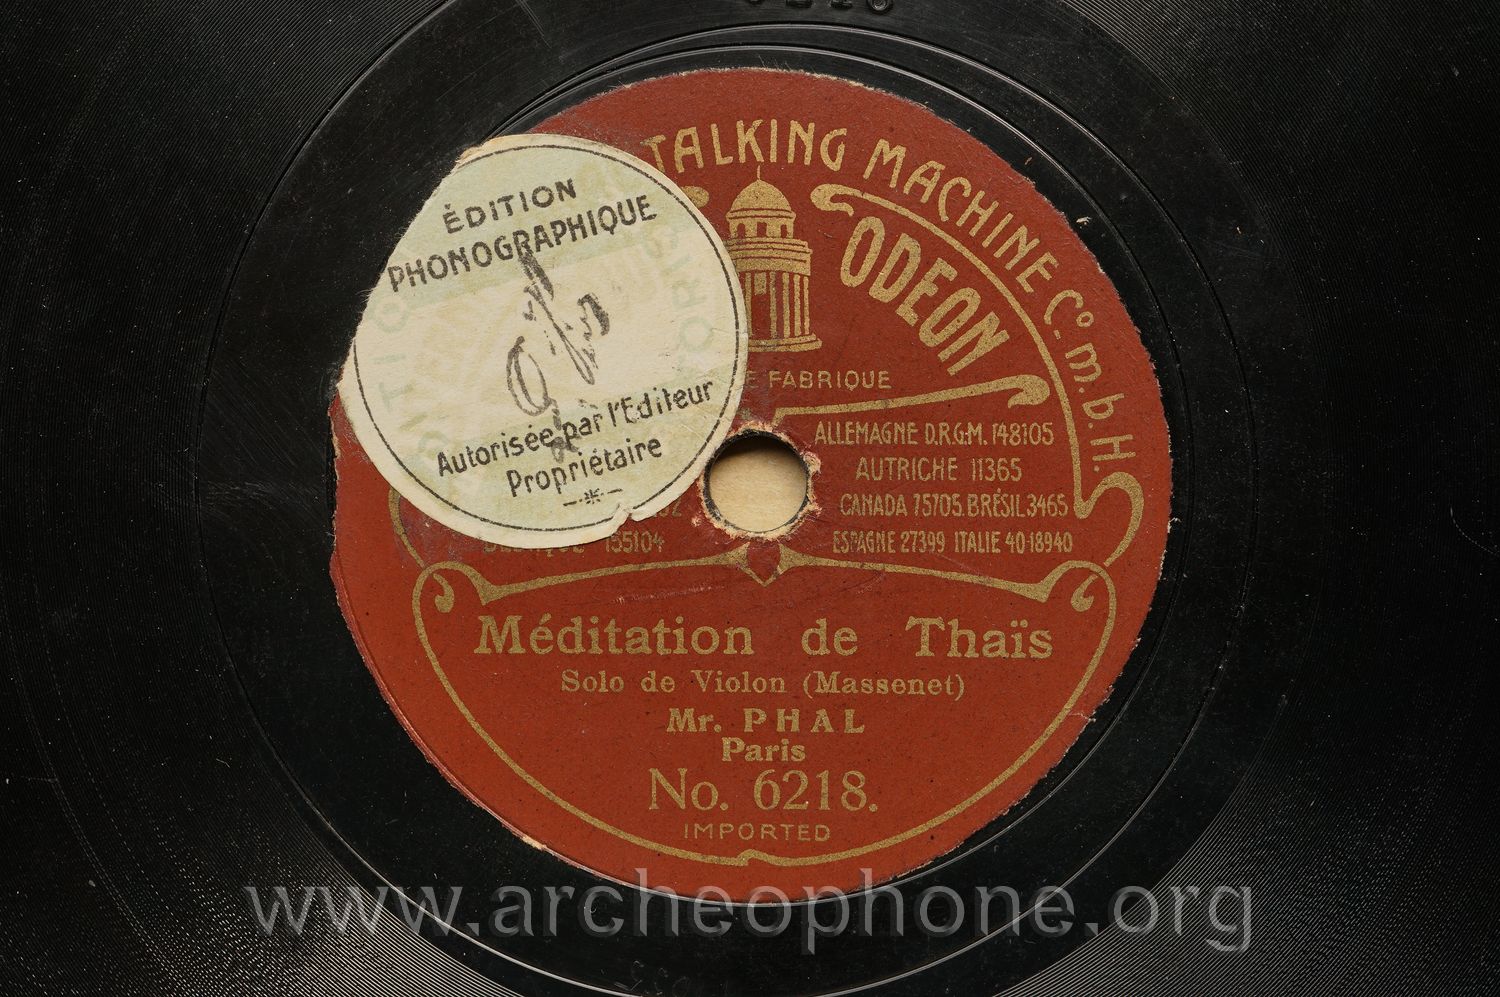 TALKING MACHINE Co. m. b. H.
ODEON
ÉDITION
PHONOGRAPHIQUE
Autorisée par l'Editeur
Propriétaire
FABRIQUE
ALLEMAGNE D.R.G.M. 148105
AUTRICHE 11365
CANADA 75705. BRÉSIL 3465
155104 ESPAGNE 27399 ITALIE 40-18940
Méditation de Thaïs
Solo de Violon (Massenet)
Mr. PHAL
Paris
No. 6218.
IMPORTED
www.archeophone.org